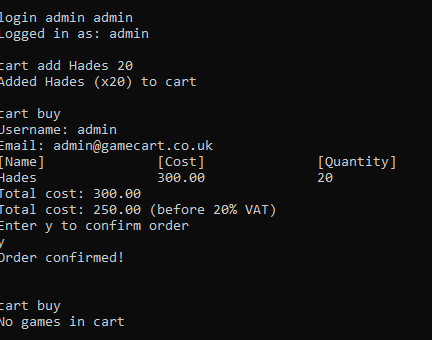 login admin admin
Logged in as: admin
cart add Hades 20
Added Hades (x20) to cart
cart buy
Username: admin
Email: admin@gamecart.co.uk
[Name] [Cost] [Quantity]
Hades 300.00 20
Total cost: 300.00
Total cost: 250.00 (before 20% VAT)
Enter y to confirm order
y
Order confirmed!
cart buy
No games in cart